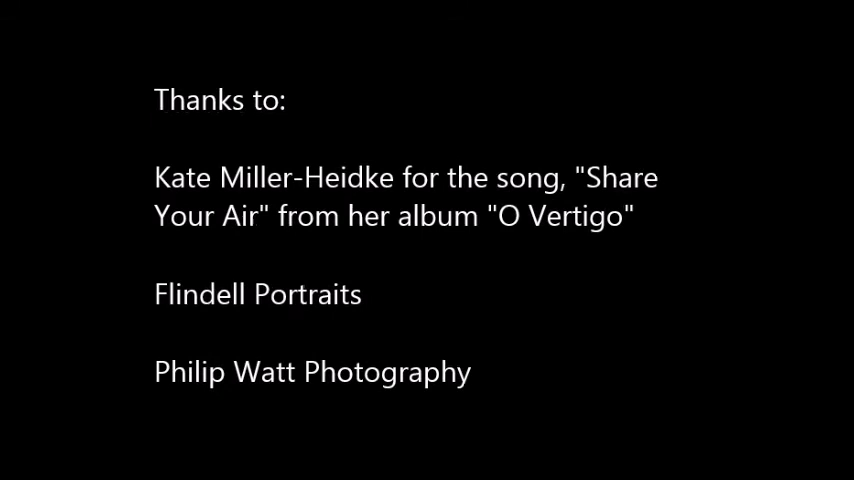 Thanks to:
Kate Miller-Heidke for the song, "Share
Your Air" from her album "O Vertigo"
Flindell Portraits
Philip Watt Photography